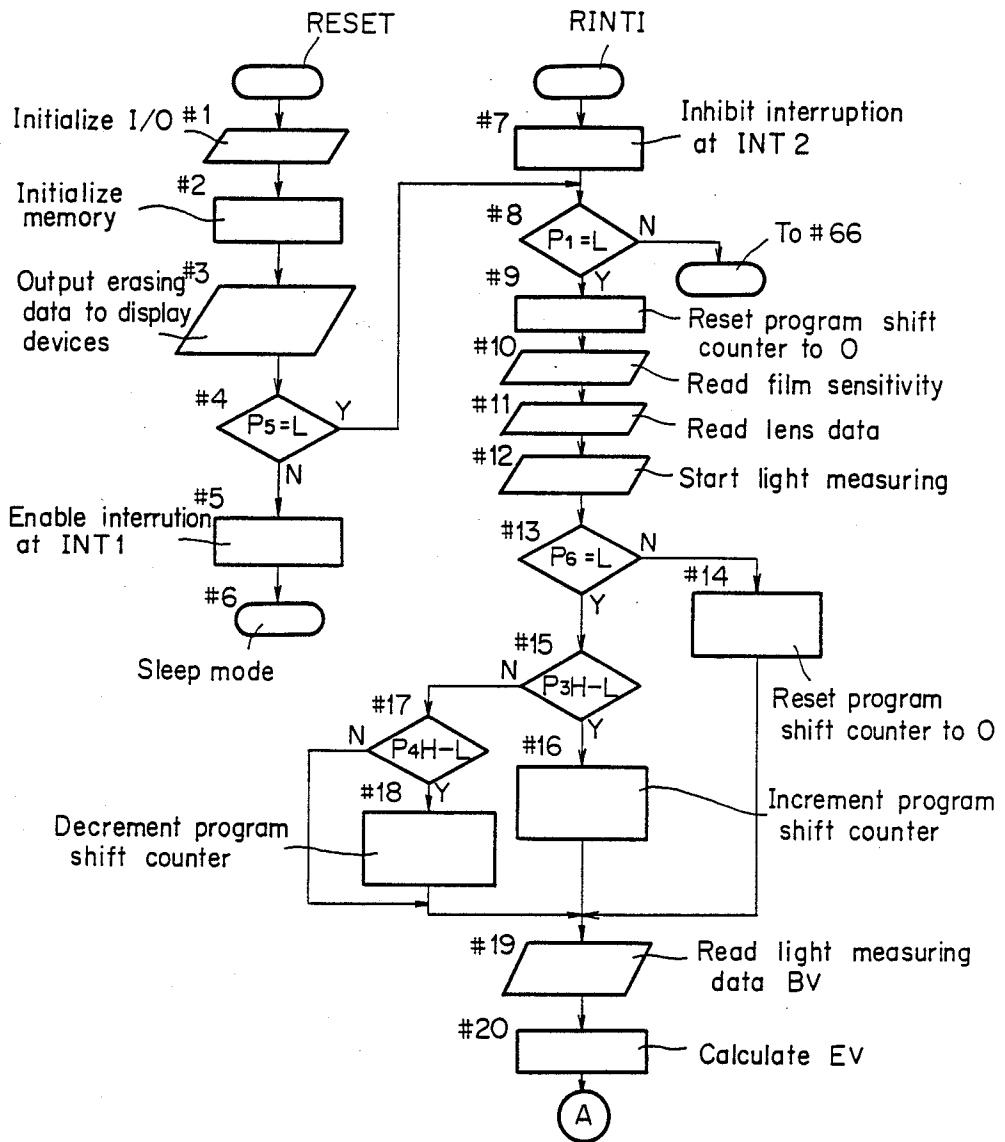 RESET
Initialize I/O #1
#2
Initialize
memory
#3
Output erasing
data to display
devices
#4
P5=L
Y
N
#5
Enable interrution
at INT1
#6
Sleep mode
RINTI
#7
Inhibit interruption
at INT 2
#8
P1=L
N
Y
To #66
#9
Reset program shift
counter to 0
#10
Read film sensitivity
#11
Read lens data
#12
Start light measuring
#13
P6=L
N
Y
#14
Reset program
shift counter to 0
#15
P3H-L
N
Y
#16
Increment program
shift counter
#17
P4H-L
N
Y
#18
Decrement program
shift counter
#19
Read light measuring
data BV
#20
Calculate EV
A